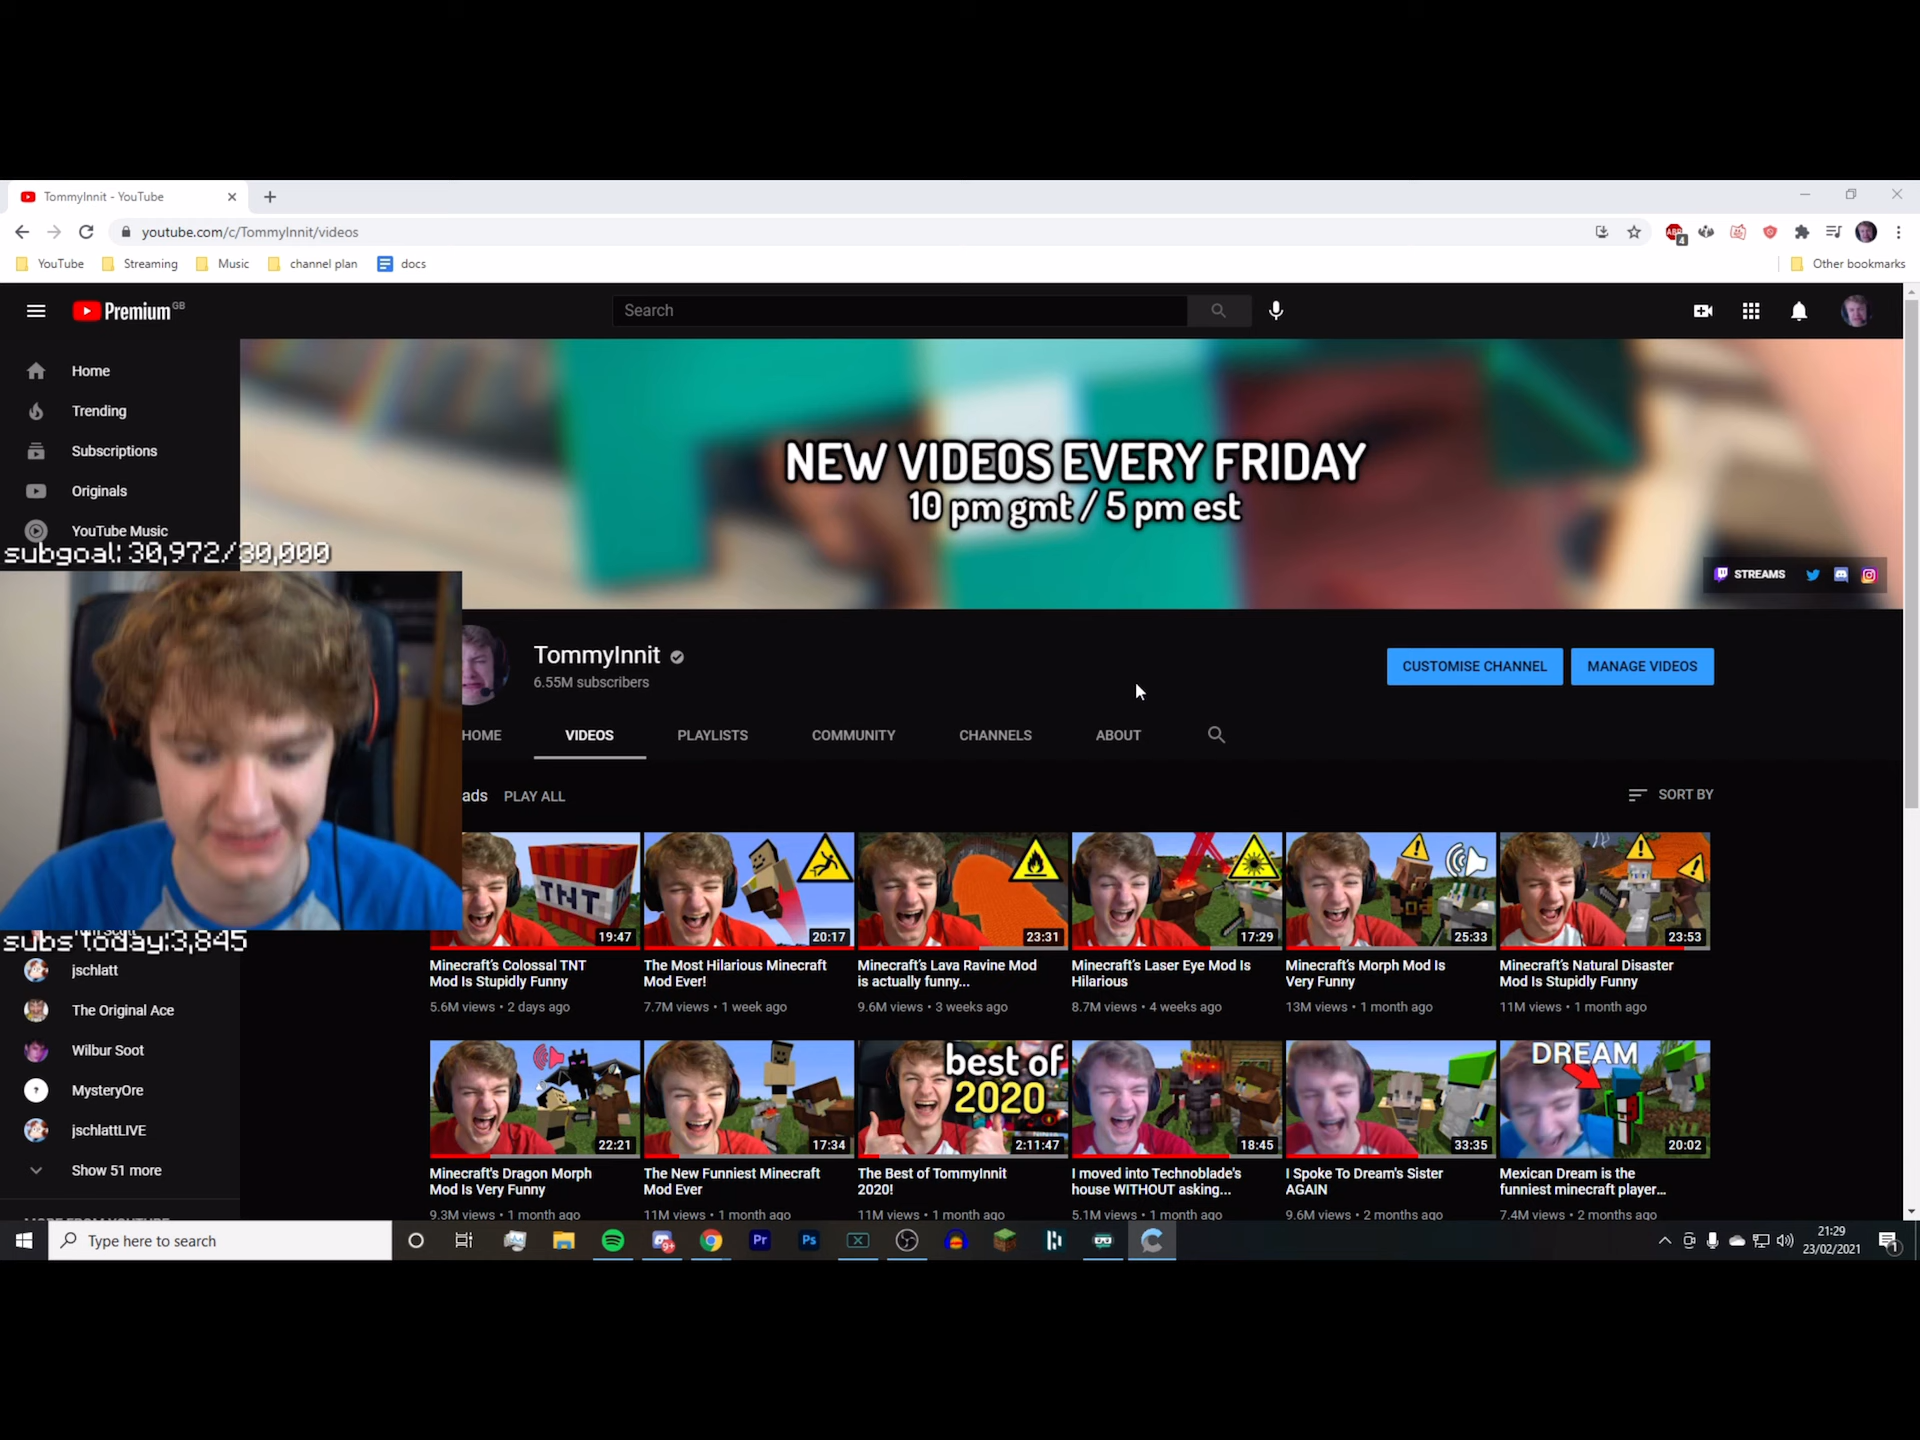 TommyInnit - YouTube
youtube.com/c/TommyInnit/videos
ABP
4
YouTube
Streaming
Music
channel plan
docs
Other bookmarks
Premium GB
Search
Home
Trending
Subscriptions
Originals
YouTube Music
subgoal: 30,972/30,000
NEW VIDEOS EVERY FRIDAY
10 pm gmt / 5 pm est
STREAMS
TommyInnit
6.55M subscribers
CUSTOMISE CHANNEL
MANAGE VIDEOS
HOME
VIDEOS
PLAYLISTS
COMMUNITY
CHANNELS
ABOUT
ads
PLAY ALL
SORT BY
TNT
19:47
20:17
23:31
17:29
25:33
23:53
subs today:3,845
Minecraft's Colossal TNT
Mod Is Stupidly Funny
5.6M views • 2 days ago
The Most Hilarious Minecraft
Mod Ever!
7.7M views • 1 week ago
Minecraft's Lava Ravine Mod
is actually funny...
9.6M views • 3 weeks ago
Minecraft's Laser Eye Mod Is
Hilarious
8.7M views • 4 weeks ago
Minecraft's Morph Mod Is
Very Funny
13M views • 1 month ago
Minecraft's Natural Disaster
Mod Is Stupidly Funny
11M views • 1 month ago
jschlatt
The Original Ace
Wilbur Soot
MysteryOre
jschlattLIVE
Show 51 more
MORE FROM YOUTUBE
22:21
17:34
best of
2020
2:11:47
18:45
33:35
DREAM
20:02
Minecraft's Dragon Morph
Mod Is Very Funny
9.3M views • 1 month ago
The New Funniest Minecraft
Mod Ever
11M views • 1 month ago
The Best of TommyInnit
2020!
11M views • 1 month ago
I moved into Technoblade's
house WITHOUT asking...
5.1M views • 1 month ago
I Spoke To Dream's Sister
AGAIN
9.6M views • 2 months ago
Mexican Dream is the
funniest minecraft player...
7.4M views • 2 months ago
Type here to search
9+
Pr
Ps
21:29
23/02/2021
1